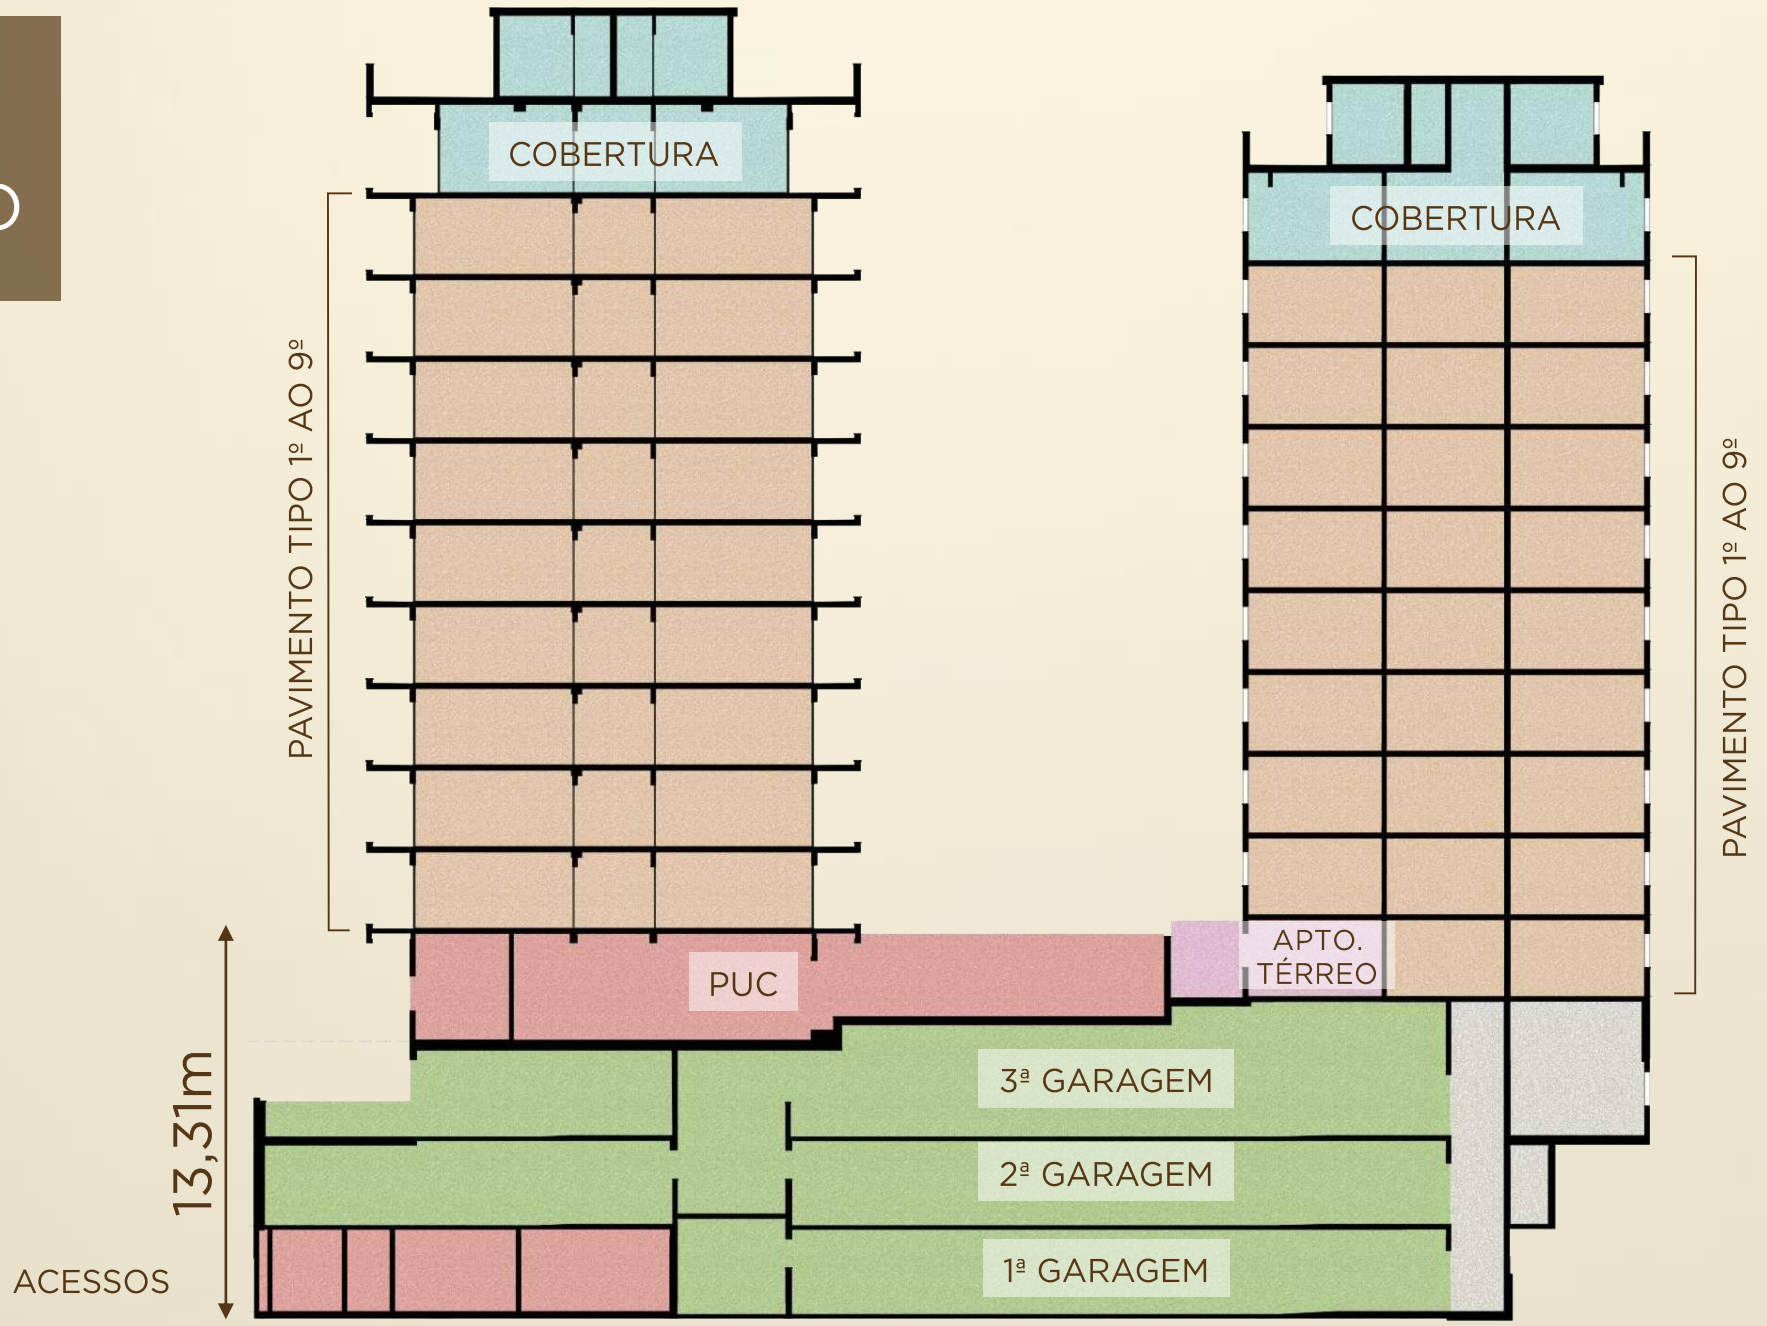 COBERTURA
COBERTURA
PAVIMENTO TIPO 1º AO 9º
PAVIMENTO TIPO 1º AO 9º
APTO.
TÉRREO
PUC
3ª GARAGEM
13,31m
2ª GARAGEM
1ª GARAGEM
ACESSOS